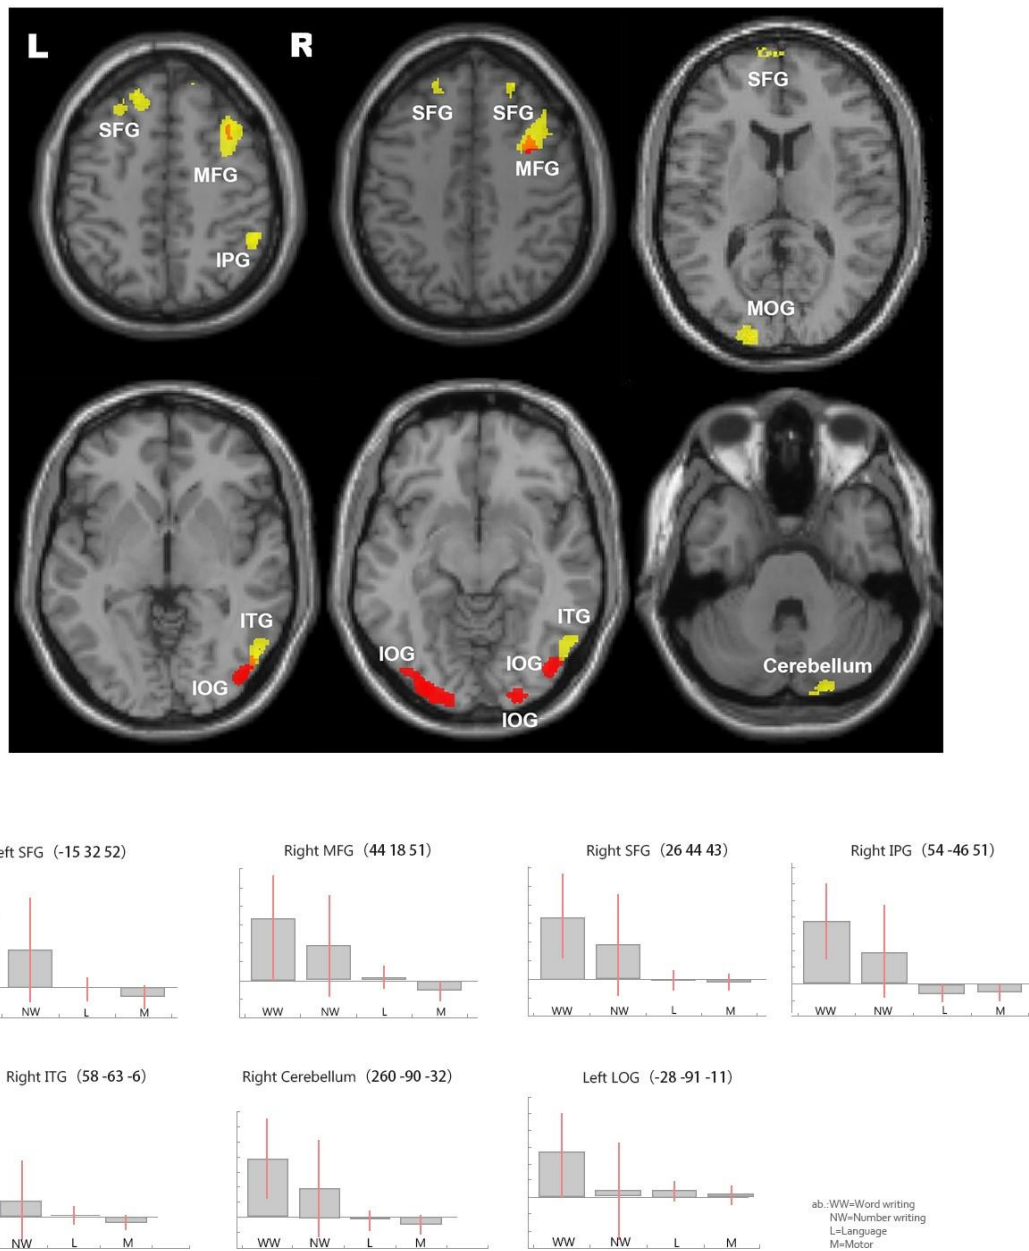 L
R
SFG
MFG
IPG
SFG
SFG
MFG
SFG
MOG
ITG
IOG
IOG
ITG
IOG
IOG
Cerebellum
eft SFG (-15 32 52)
NW
L
M
Right MFG (44 18 51)
WW
NW
L
M
Right SFG (26 44 43)
WW
NW
L
M
Right IPG (54 -46 51)
WW
NW
L
M
Right ITG (58 -63 -6)
NW
L
M
Right Cerebellum (260 -90 -32)
WW
NW
L
M
Left LOG (-28 -91 -11)
WW
NW
L
M
ab.:WW=Word writing
NW=Number writing
L=Language
M=Motor